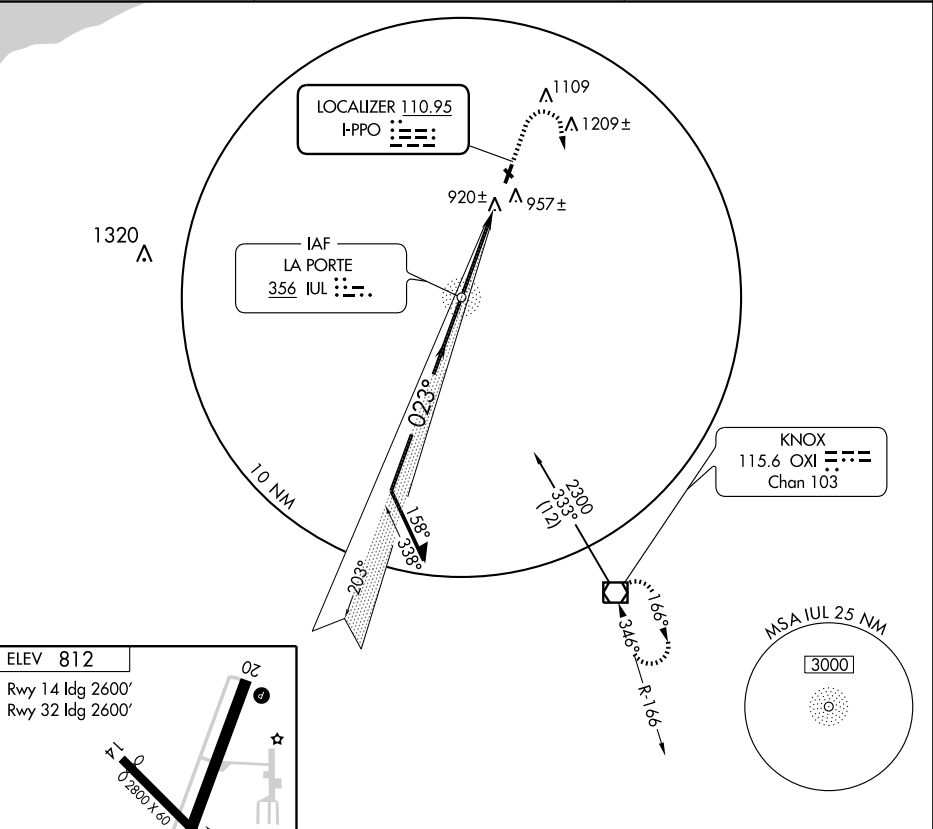 1109
LOCALIZER 110.95
I-PPO
1209±
920±
957±
1320
IAF
LA PORTE
356 IUL
023°
KNOX
115.6 OXI
Chan 103
10 NM
2300
333°
(12)
158°
338°
203°
166°
346°
R-166
MSA IUL 25 NM
3000
ELEV 812
Rwy 14 ldg 2600'
Rwy 32 ldg 2600'
20
P
14
2800 X 60